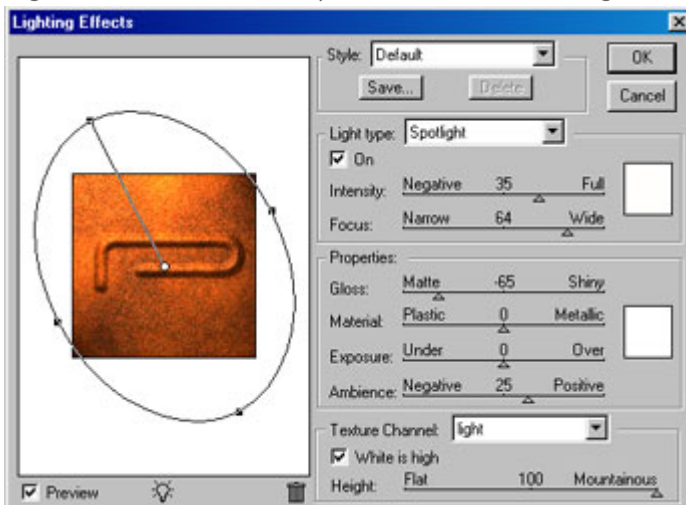 Lighting Effects
Style: Default
Save... Delete
OK
Cancel
Light type: Spotlight
On
Intensity: Negative 35 Full
Focus: Narrow 64 Wide
Properties:
Gloss: Matte -65 Shiny
Material: Plastic 0 Metallic
Exposure: Under 0 Over
Ambience: Negative 25 Positive
Texture Channel: light
White is high
Height: Flat 100 Mountainous
Preview